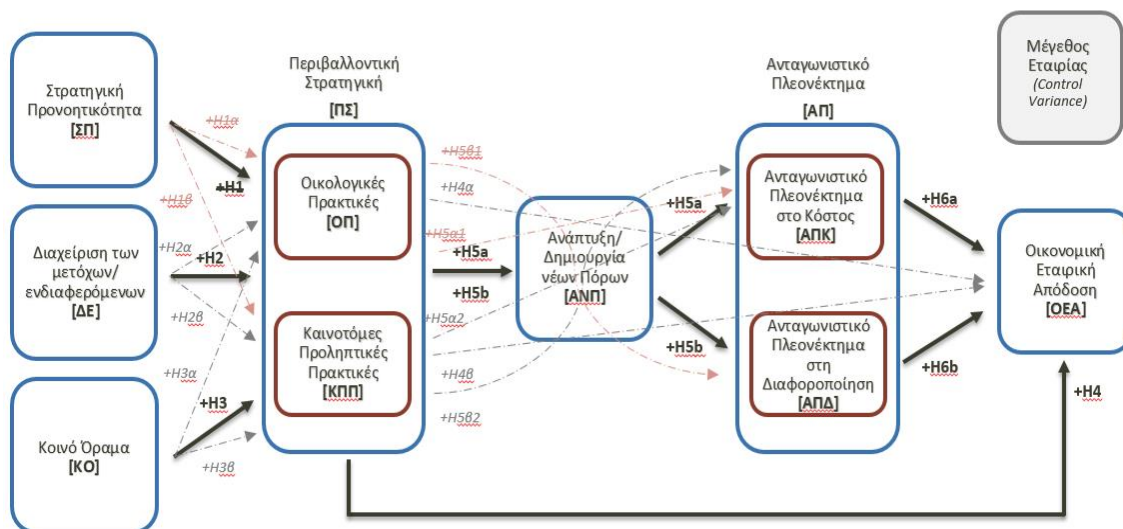 Στρατηγική
Προνοητικότητα
[ΣΠ]
Διαχείριση των
μετόχων/
ενδιαφερόμενων
[ΔΕ]
Κοινό Όραμα
[ΚΟ]
+H1α
+H1
+H1β
+H2α
+H2
+H2β
+H3α
+H3
+H3β
Περιβαλλοντική
Στρατηγική
[ΠΣ]
Οικολογικές
Πρακτικές
[ΟΠ]
Καινοτόμες
Προληπτικές
Πρακτικές
[ΚΠΠ]
+H5β1
+H4α
+H5α1
+H5a
+H5b
+H5α2
+H4β
+H5β2
Ανάπτυξη/
Δημιουργία
νέων Πόρων
[ΑΝΠ]
+H5a
+H5b
Ανταγωνιστικό
Πλεονέκτημα
[ΑΠ]
Ανταγωνιστικό
Πλεονέκτημα
στο Κόστος
[ΑΠΚ]
Ανταγωνιστικό
Πλεονέκτημα
στη
Διαφοροποίηση
[ΑΠΔ]
+H6a
+H6b
Μέγεθος
Εταιρίας
(Control
Variance)
Οικονομική
Εταιρική
Απόδοση
[ΟΕΑ]
+H4